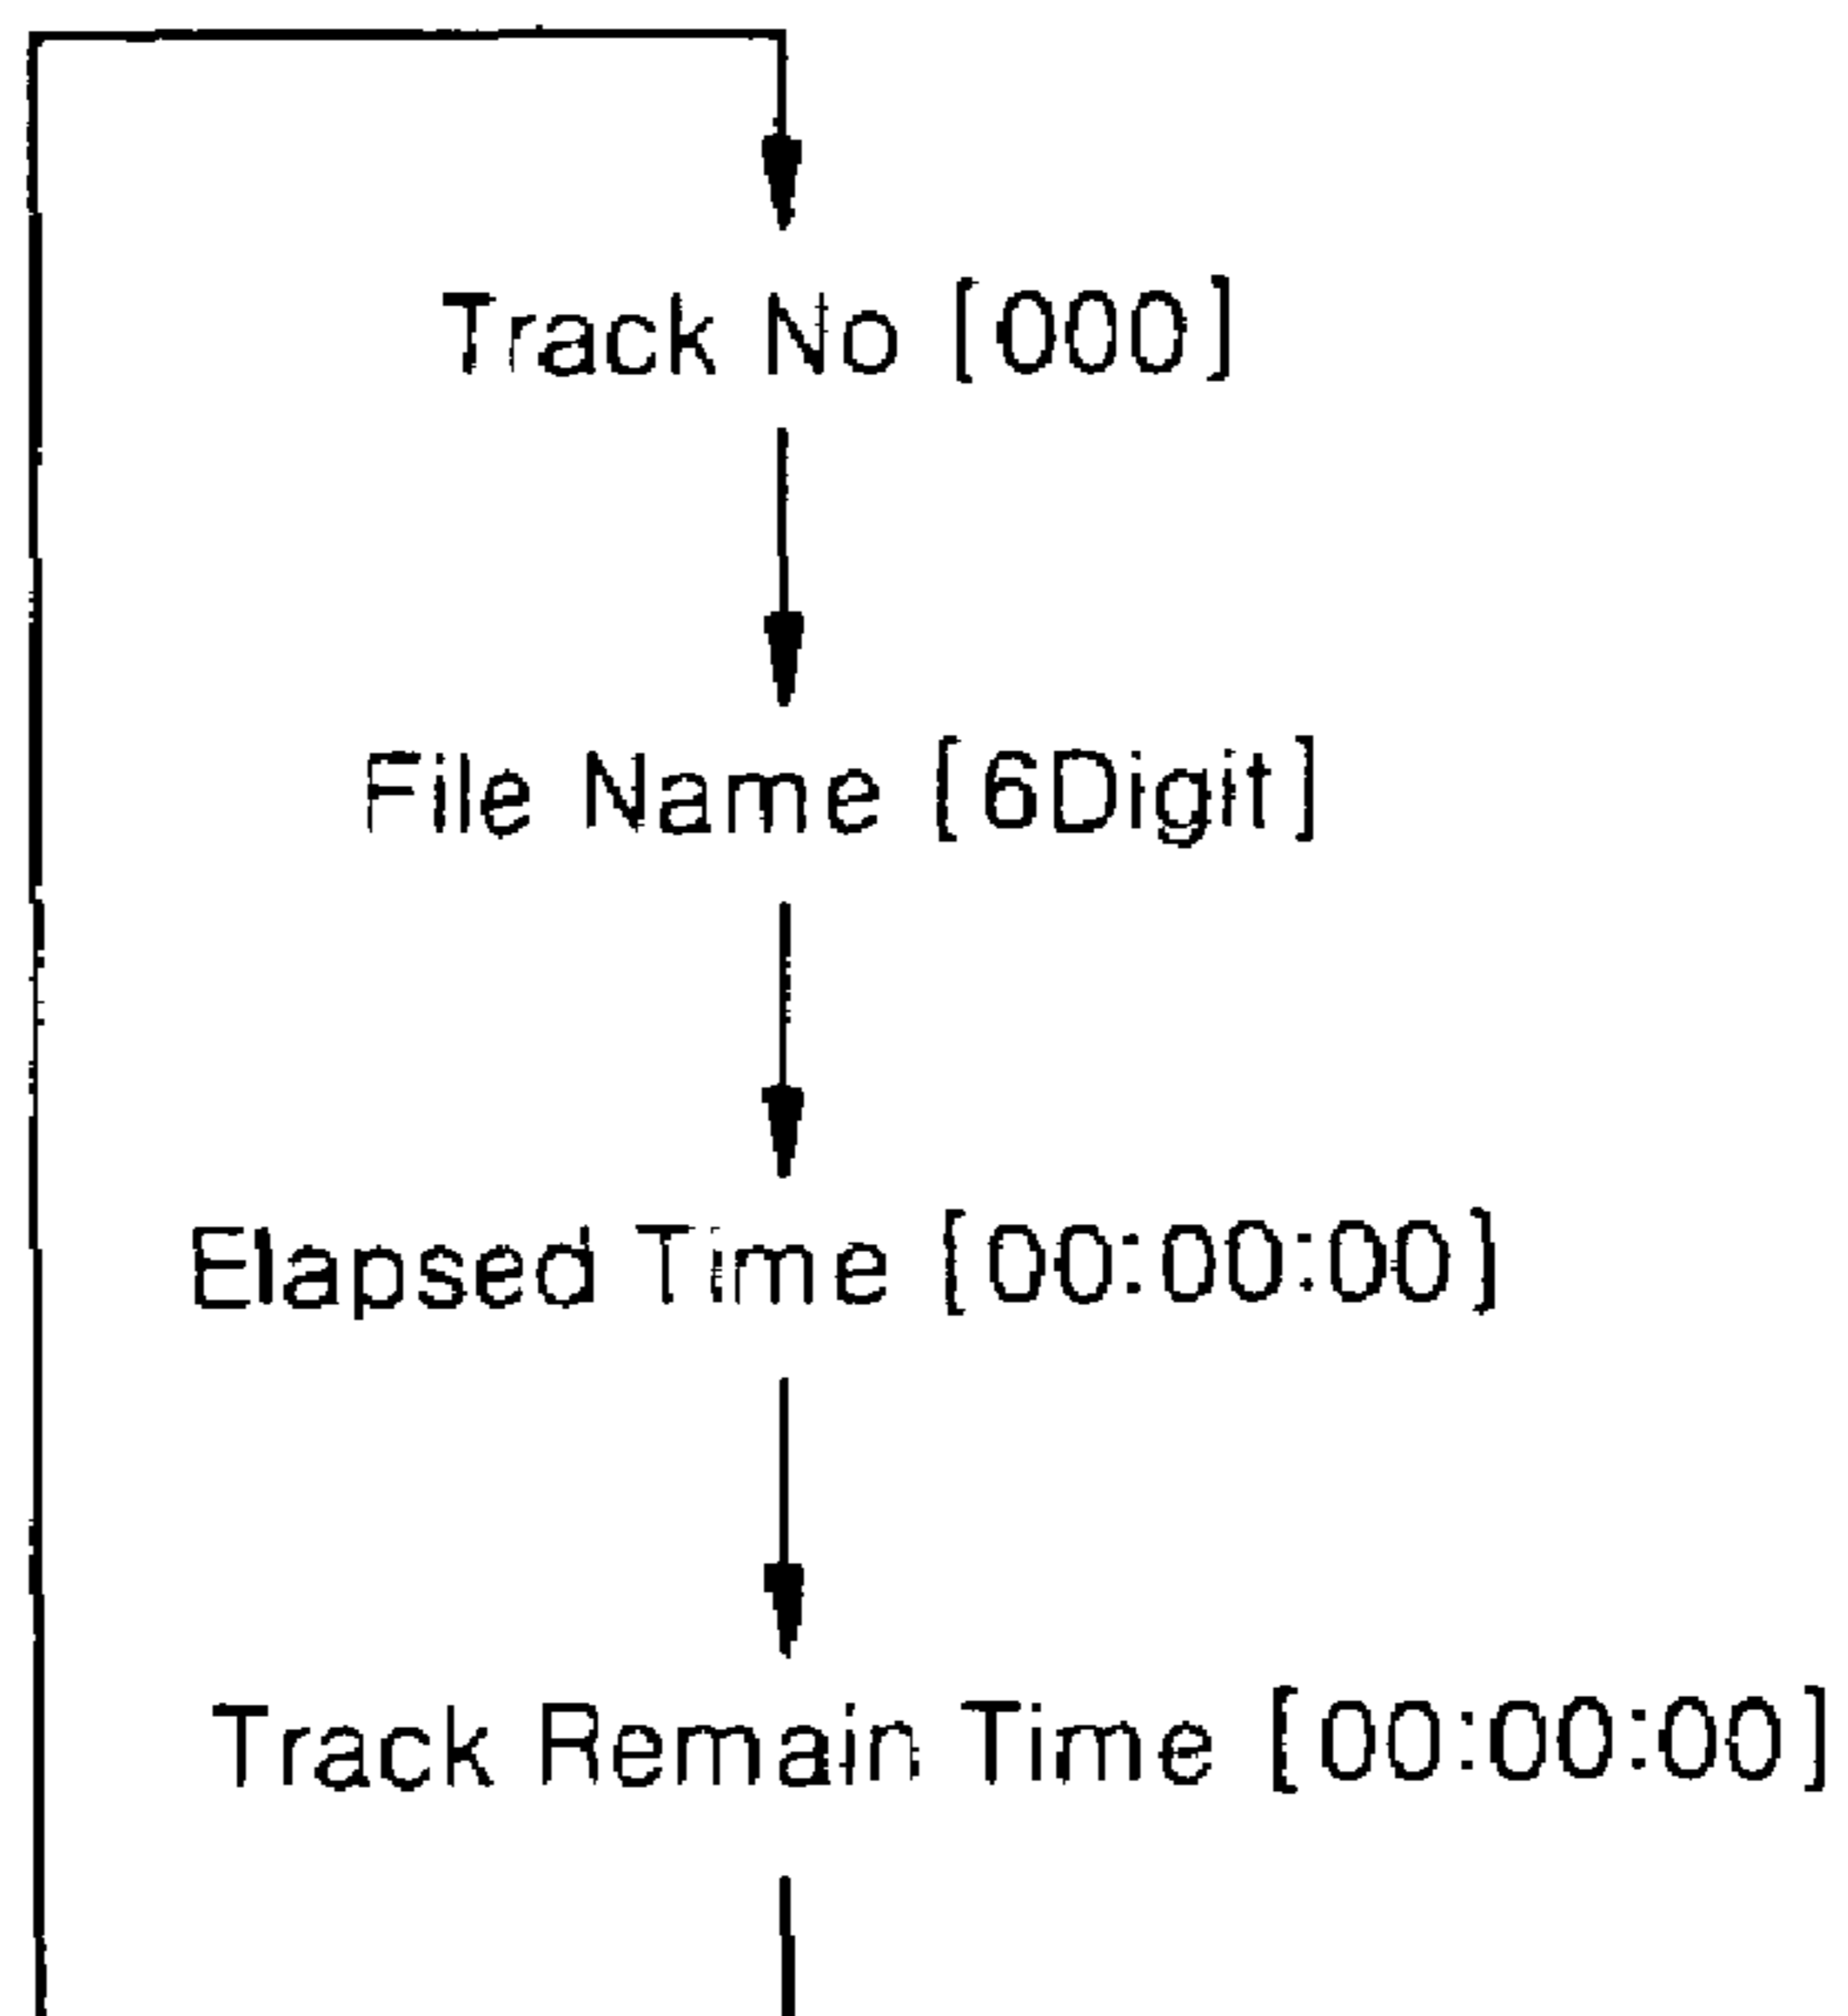 Track No [000]
File Name [6Digit]
Elapsed Time [00:00:00]
Track Remain Time [00:00:00]